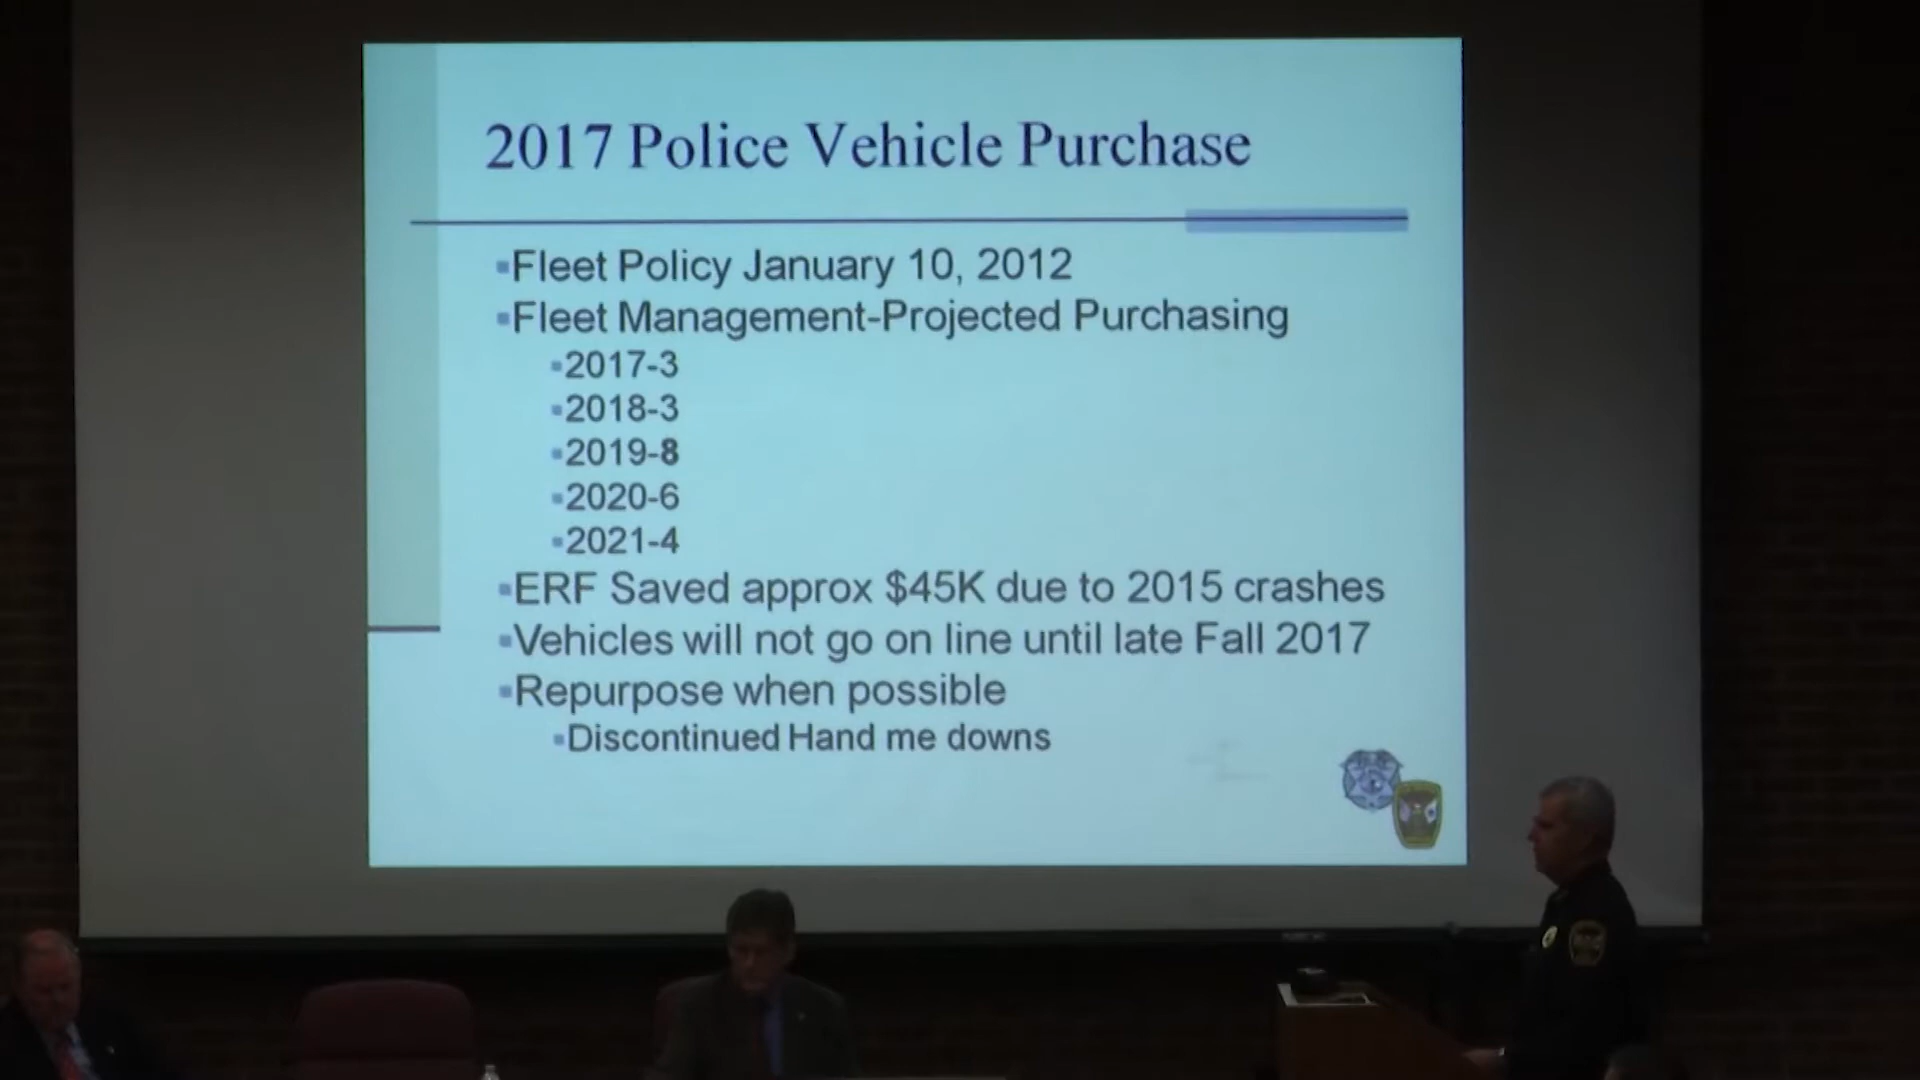 2017 Police Vehicle Purchase
Fleet Policy January 10, 2012
Fleet Management-Projected Purchasing
2017-3
2018-3
2019-8
2020-6
2021-4
ERF Saved approx $45K due to 2015 crashes
Vehicles will not go on line until late Fall 2017
Repurpose when possible
Discontinued Hand me downs